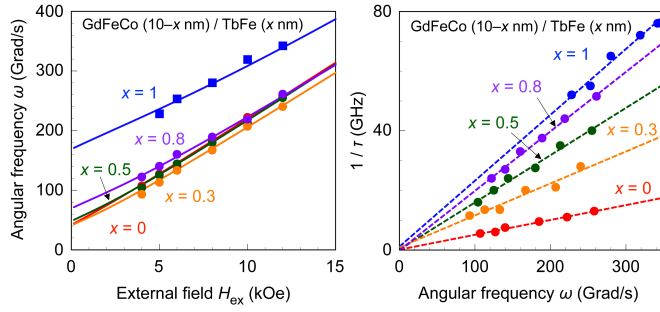 GdFeCo (10–x nm) / TbFe (x nm)
Angular frequency ω (Grad/s)
400
300
200
100
0
x = 1
x = 0.8
x = 0.5
x = 0.3
x = 0
0
5
10
15
External field Hex (kOe)
GdFeCo (10–x nm) / TbFe (x nm)
1 / τ (GHz)
80
40
0
x = 1
x = 0.8
x = 0.5
x = 0.3
x = 0
0
100
200
300
Angular frequency ω (Grad/s)